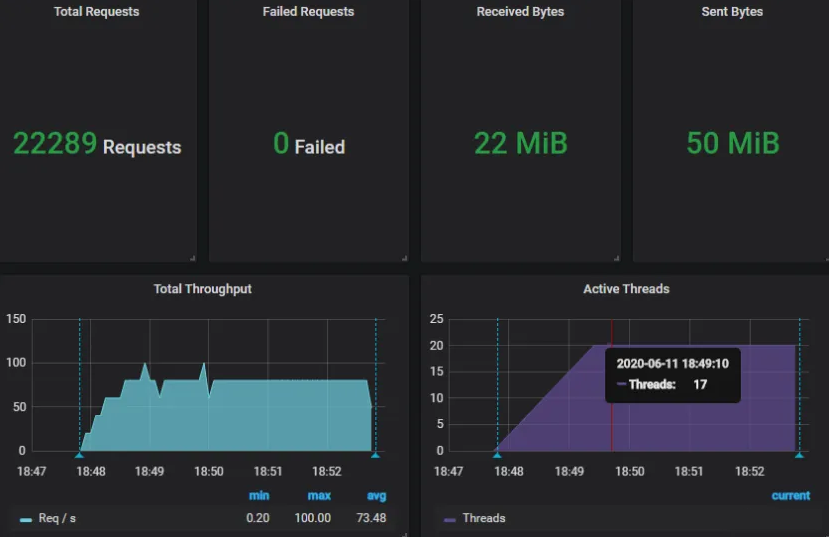 Total Requests
Failed Requests
Received Bytes
Sent Bytes
22289 Requests
0 Failed
22 MiB
50 MiB
Total Throughput
150
100
50
0
18:47 18:48 18:49 18:50 18:51 18:52
min max avg
Req / s 0.20 100.00 73.48
Active Threads
25
20
15
10
5
0
2020-06-11 18:49:10
Threads: 17
18:47 18:48 18:49 18:50 18:51 18:52
current
Threads